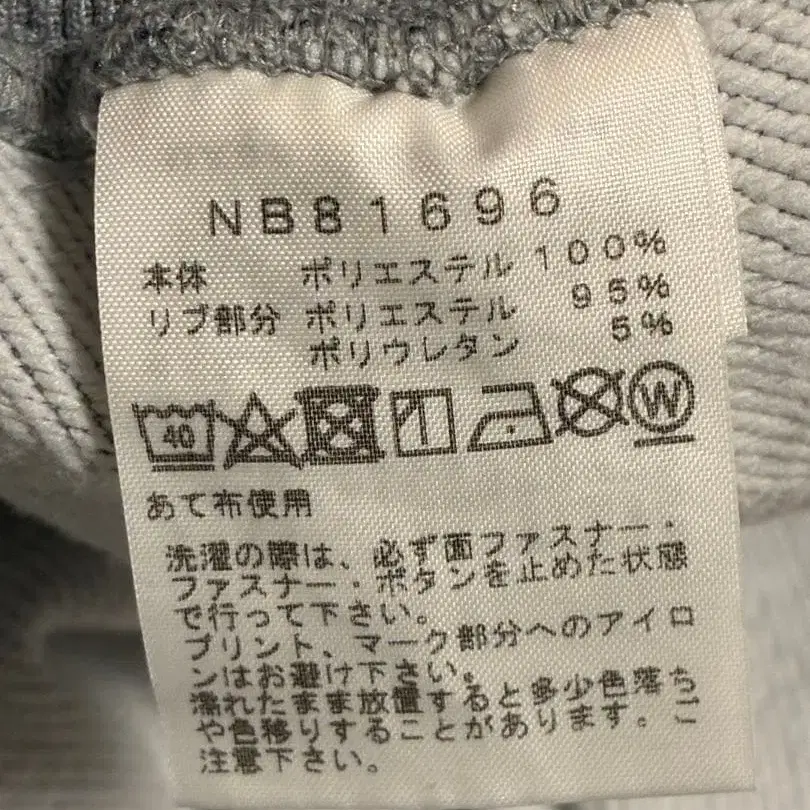 NB81696
本体 ポリエステル 100%
リブ部分 ポリエステル 95%
ポリウレタン 5%
40 W
あて布使用
洗濯の際は、必ず面ファスナー・
ファスナー・ボタンを止めた状態
で行って下さい。
プリント、マーク部分へのアイロ
ンはお避け下さい。
濡れたまま放置すると多少色落ち
や色移りすることがあります。ご
注意下さい。